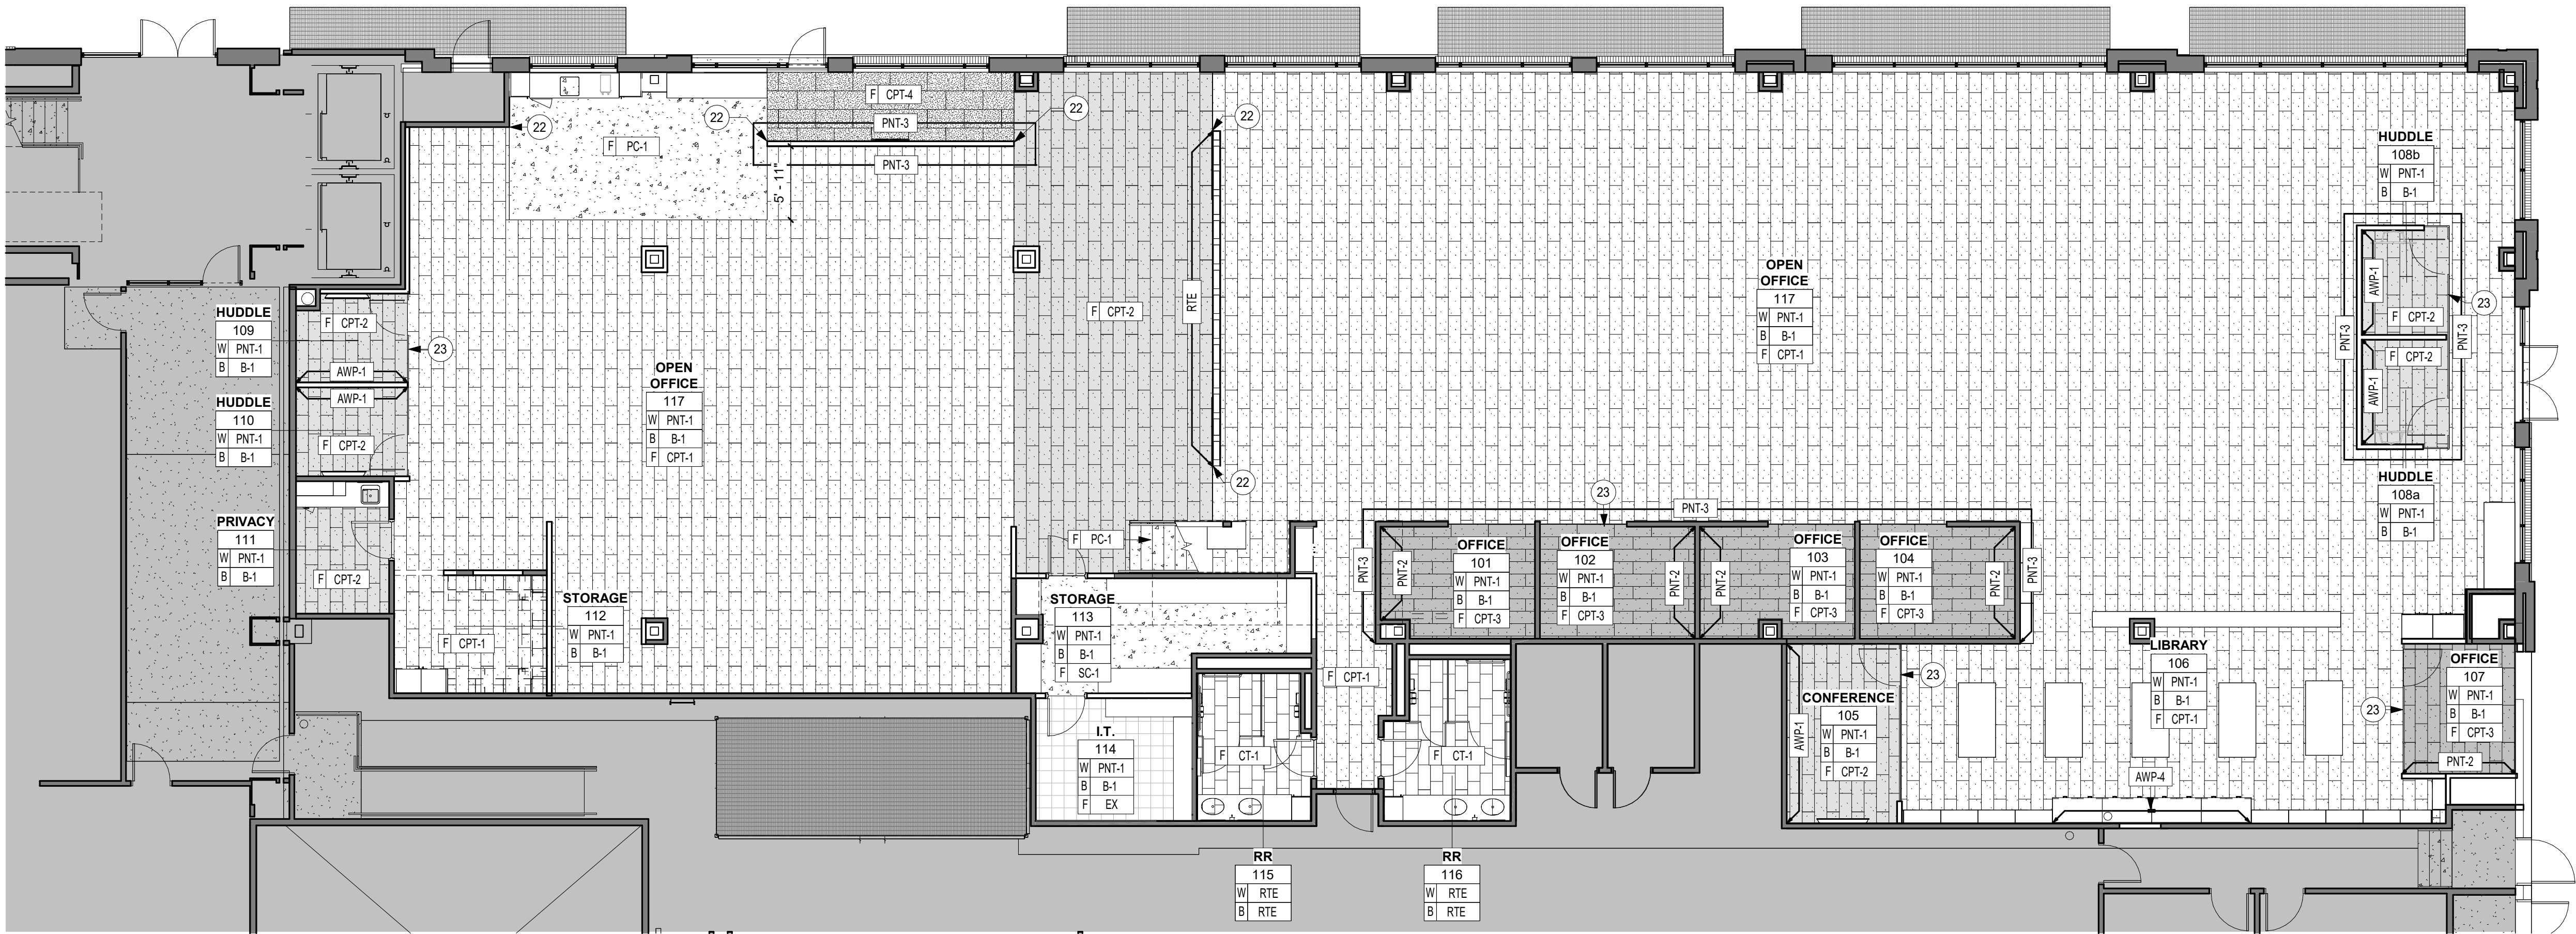 F CPT-4
22
PNT-3
22
22
22
F PC-1
PNT-3
5' - 11"
HUDDLE
108b
W PNT-1
B B-1
HUDDLE
109
W PNT-1
B B-1
F CPT-2
23
AWP-1
AWP-1
HUDDLE
110
W PNT-1
B B-1
F CPT-2
OPEN
OFFICE
117
W PNT-1
B B-1
F CPT-1
F CPT-2
RTE
22
OPEN
OFFICE
117
W PNT-1
B B-1
F CPT-1
AWP-1
F CPT-2
23
PNT-3
PNT-3
F CPT-2
AWP-1
HUDDLE
108a
W PNT-1
B B-1
PRIVACY
111
W PNT-1
B B-1
F CPT-2
F CPT-1
STORAGE
112
W PNT-1
B B-1
F PC-1
STORAGE
113
W PNT-1
B B-1
F SC-1
23
PNT-3
PNT-3
PNT-2
OFFICE
101
W PNT-1
B B-1
F CPT-3
OFFICE
102
W PNT-1
B B-1
F CPT-3
PNT-2
PNT-2
OFFICE
103
W PNT-1
B B-1
F CPT-3
OFFICE
104
W PNT-1
B B-1
F CPT-3
PNT-2
PNT-3
F CPT-1
I.T.
114
W PNT-1
B B-1
F EX
F CT-1
F CT-1
AWP-1
CONFERENCE
105
W PNT-1
B B-1
F CPT-2
23
LIBRARY
106
W PNT-1
B B-1
F CPT-1
AWP-4
23
OFFICE
107
W PNT-1
B B-1
F CPT-3
PNT-2
RR
115
W RTE
B RTE
RR
116
W RTE
B RTE